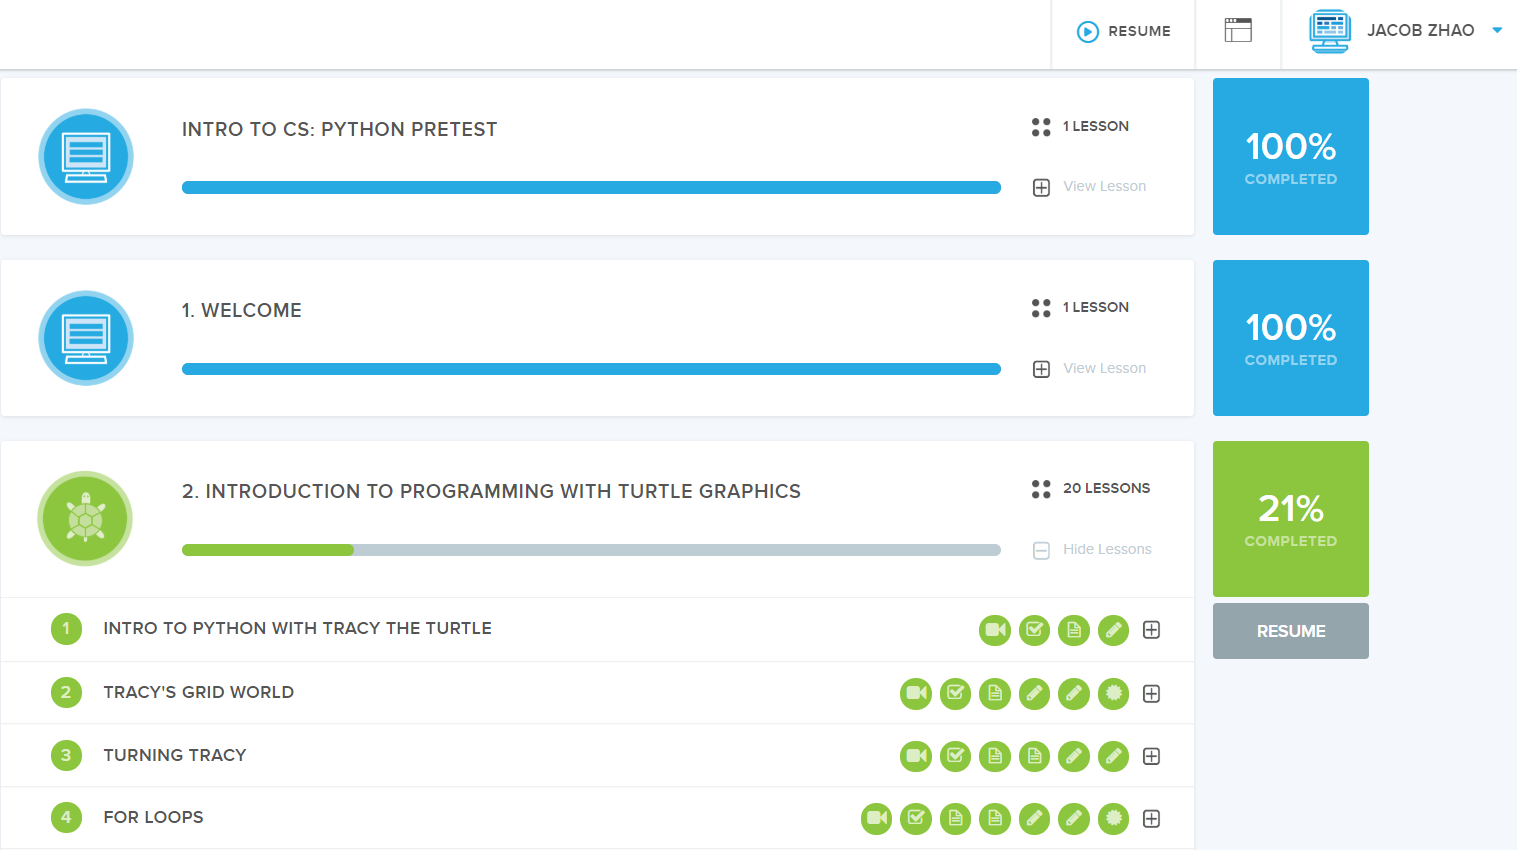 RESUME
JACOB ZHAO
INTRO TO CS: PYTHON PRETEST
1 LESSON
View Lesson
100%
COMPLETED
1. WELCOME
1 LESSON
View Lesson
100%
COMPLETED
2. INTRODUCTION TO PROGRAMMING WITH TURTLE GRAPHICS
20 LESSONS
Hide Lessons
21%
COMPLETED
RESUME
1 INTRO TO PYTHON WITH TRACY THE TURTLE
2 TRACY'S GRID WORLD
3 TURNING TRACY
4 FOR LOOPS